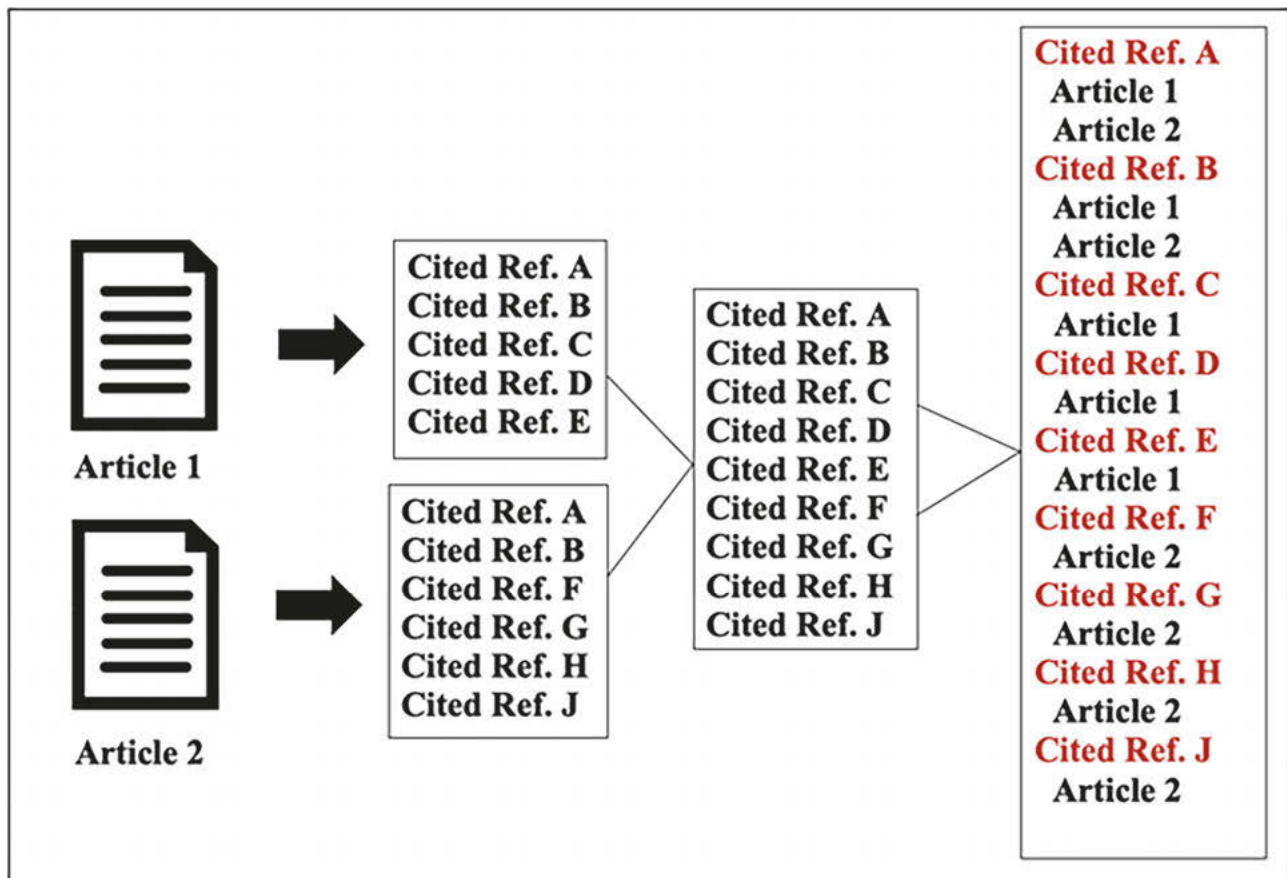 Article 1
Article 2
Cited Ref. A
Cited Ref. B
Cited Ref. C
Cited Ref. D
Cited Ref. E
Cited Ref. A
Cited Ref. B
Cited Ref. F
Cited Ref. G
Cited Ref. H
Cited Ref. J
Cited Ref. A
Cited Ref. B
Cited Ref. C
Cited Ref. D
Cited Ref. E
Cited Ref. F
Cited Ref. G
Cited Ref. H
Cited Ref. J
Cited Ref. A
Article 1
Article 2
Cited Ref. B
Article 1
Article 2
Cited Ref. C
Article 1
Cited Ref. D
Article 1
Cited Ref. E
Article 1
Cited Ref. F
Article 2
Cited Ref. G
Article 2
Cited Ref. H
Article 2
Cited Ref. J
Article 2